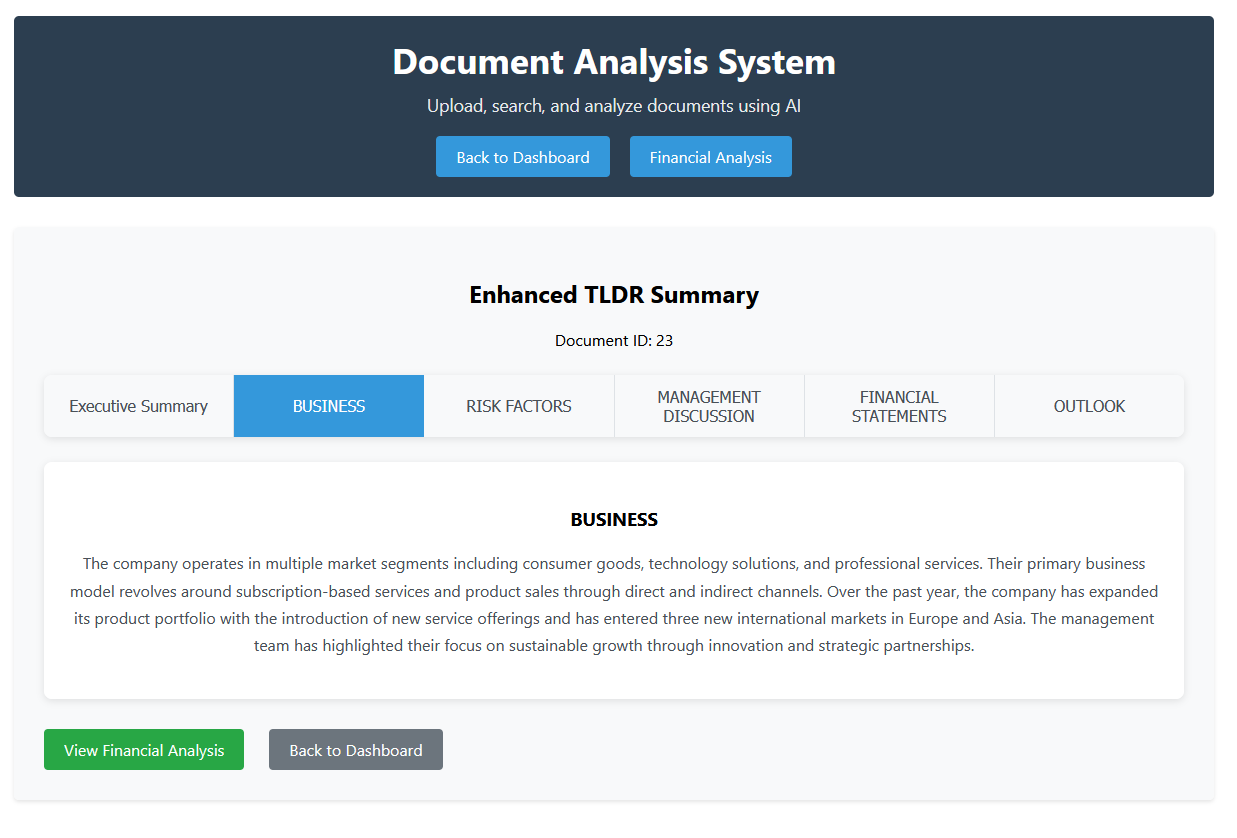 Document Analysis System
Upload, search, and analyze documents using AI
Back to Dashboard
Financial Analysis
Enhanced TLDR Summary
Document ID: 23
Executive Summary
BUSINESS
RISK FACTORS
MANAGEMENT
DISCUSSION
FINANCIAL
STATEMENTS
OUTLOOK
BUSINESS
The company operates in multiple market segments including consumer goods, technology solutions, and professional services. Their primary business
model revolves around subscription-based services and product sales through direct and indirect channels. Over the past year, the company has expanded
its product portfolio with the introduction of new service offerings and has entered three new international markets in Europe and Asia. The management
team has highlighted their focus on sustainable growth through innovation and strategic partnerships.
View Financial Analysis
Back to Dashboard